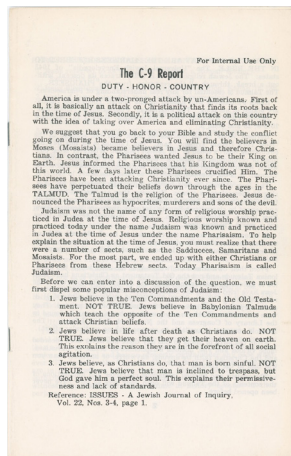 For Internal Use Only
The C-9 Report
DUTY - HONOR - COUNTRY
America is under a two-pronged attack by un-Americans. First of
all, it is basically an attack on Christianity that finds its roots back
in the time of Jesus. Secondly, it is a political attack on this country
with the idea of taking over America and eliminating Christianity.
We suggest that you go back to your Bible and study the conflict
going on during the time of Jesus. You will find the believers in
Moses (Mosaists) became believers in Jesus and therefore Chris-
tians. In contrast, the Pharisees wanted Jesus to be their King on
Earth. Jesus informed the Pharisees that his Kingdom was not of
this world. A few days later these Pharisees crucified Him. The
Pharisees have been attacking Christianity ever since. The Phari-
sees have perpetuated their beliefs down through the ages in the
TALMUD. The Talmud is the religion of the Pharisees. Jesus de-
nounced the Pharisees as hypocrites, murderers and sons of the devil.
Judaism was not the name of any form of religious worship prac-
ticed in Judea at the time of Jesus. Religious worship known and
practiced today under the name Judaism was known and practiced
in Judea at the time of Jesus under the name Phariseeism. To help
explain the situation at the time of Jesus, you must realize that there
were a number of sects, such as the Sadducees, Samaritans and
Mosaists. For the most part, we ended up with either Christians or
Pharisees from these Hebrew sects. Today Pharisaism is called
Judaism.
Before we can enter into a discussion of the question, we must
first dispel some popular misconceptions of Judaism:
1. Jews believe in the Ten Commandments and the Old Testa-
ment. NOT TRUE. Jews believe in Babylonian Talmuds
which teach the opposite of the Ten Commandments and
attack Christian beliefs.
2. Jews believe in life after death as Christians do. NOT
TRUE. Jews believe that they get their heaven on earth.
This explains the reason they are in the forefront of all social
agitation.
3. Jews believe, as Christians do, that man is born sinful. NOT
TRUE. Jews believe that man is inclined to trespass, but
God gave him a perfect soul. This explains their permissive-
ness and lack of standards.
Reference: ISSUES - A Jewish Journal of Inquiry,
Vol. 22, Nos. 3-4, page 1.